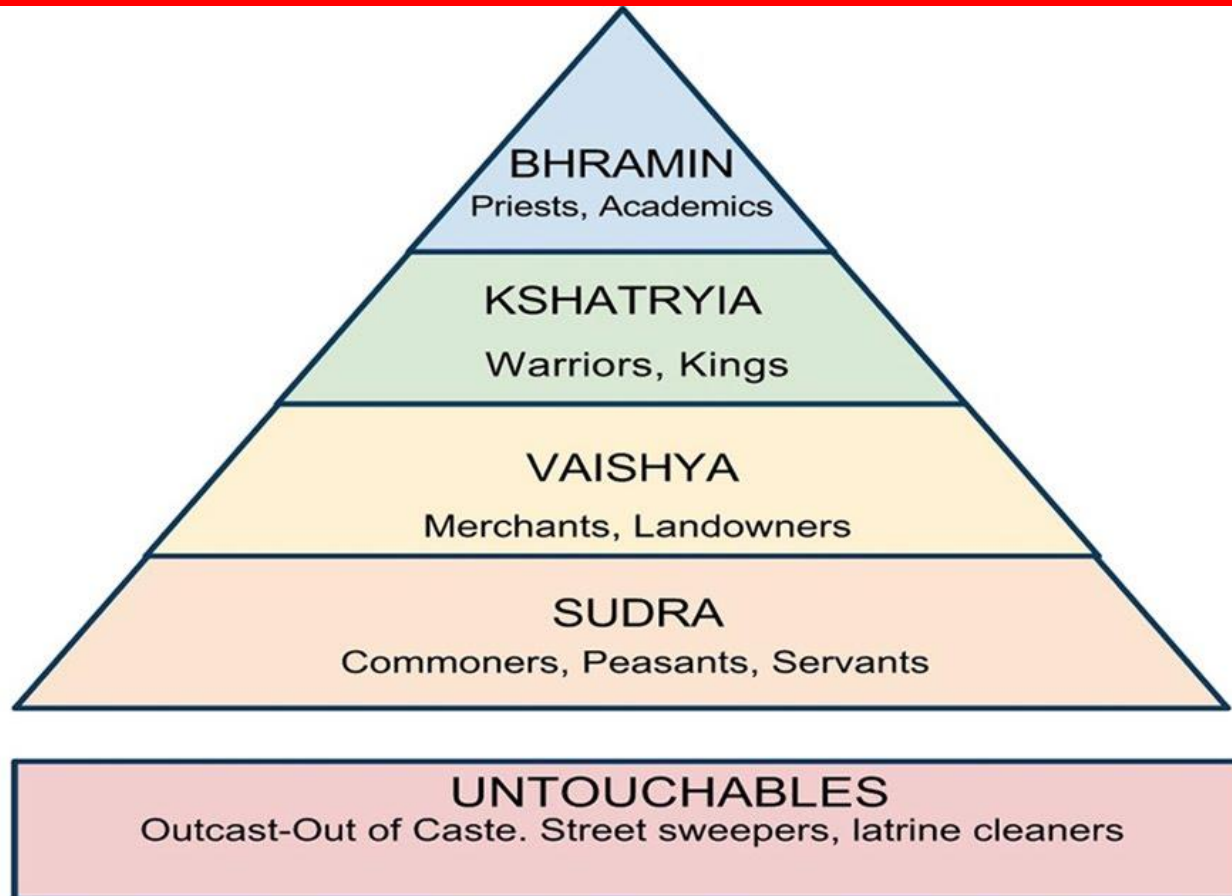 BHRAMIN
Priests, Academics
KSHATRYIA
Warriors, Kings
VAISHYA
Merchants, Landowners
SUDRA
Commoners, Peasants, Servants
UNTOUCHABLES
Outcast-Out of Caste. Street sweepers, latrine cleaners